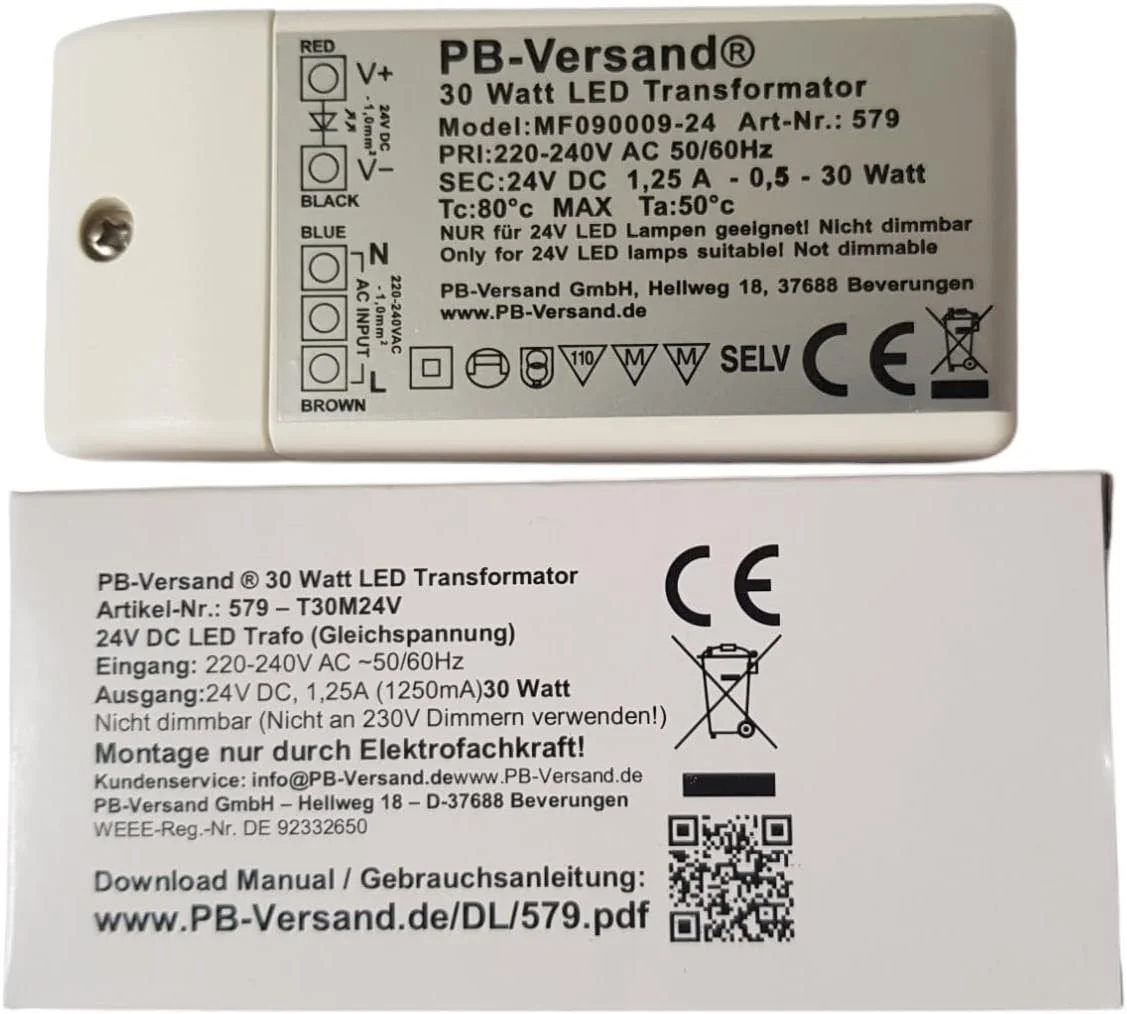 RED
V+
24V DC
-1,0mm²
V-
BLACK
BLUE
N
220-240VAC
-1,0mm²
AC INPUT
L
BROWN
PB-Versand®
30 Watt LED Transformator
Model:MF090009-24 Art-Nr.: 579
PRI:220-240V AC 50/60Hz
SEC:24V DC 1,25 A - 0,5 - 30 Watt
Tc:80°c MAX Ta:50°c
NUR für 24V LED Lampen geeignet! Nicht dimmbar
Only for 24V LED lamps suitable! Not dimmable
PB-Versand GmbH, Hellweg 18, 37688 Beverungen
www.PB-Versand.de
110 M M SELV CE
PB-Versand ® 30 Watt LED Transformator
Artikel-Nr.: 579 – T30M24V
24V DC LED Trafo (Gleichspannung)
Eingang: 220-240V AC ~50/60Hz
Ausgang:24V DC, 1,25A (1250mA)30 Watt
Nicht dimmbar (Nicht an 230V Dimmern verwenden!)
Montage nur durch Elektrofachkraft!
Kundenservice: info@PB-Versand.dewww.PB-Versand.de
PB-Versand GmbH – Hellweg 18 – D-37688 Beverungen
WEEE-Reg.-Nr. DE 92332650
CE
Download Manual / Gebrauchsanleitung:
www.PB-Versand.de/DL/579.pdf